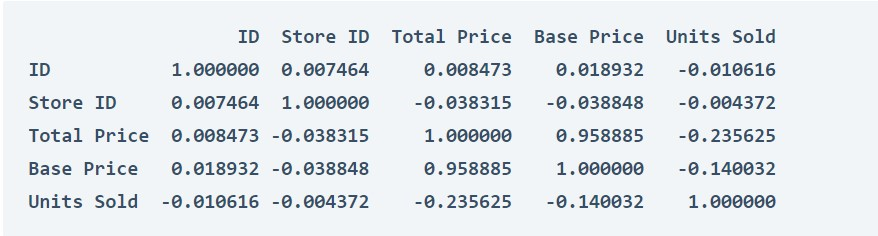 ID Store ID Total Price Base Price Units Sold
ID 1.000000 0.007464 0.008473 0.018932 -0.010616
Store ID 0.007464 1.000000 -0.038315 -0.038848 -0.004372
Total Price 0.008473 -0.038315 1.000000 0.958885 -0.235625
Base Price 0.018932 -0.038848 0.958885 1.000000 -0.140032
Units Sold -0.010616 -0.004372 -0.235625 -0.140032 1.000000